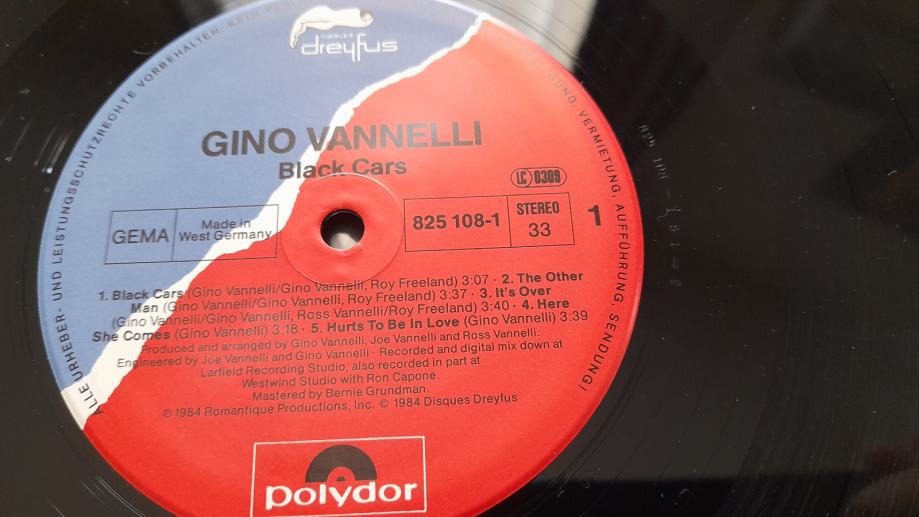 DISQUES
dreyfus
GINO VANNELLI
Black Cars
LC 0309
GEMA
Made in
West Germany
825 108-1
STEREO
33
1
1. Black Cars (Gino Vannelli/Gino Vannelli, Roy Freeland) 3:07 · 2. The Other
Man (Gino Vannelli/Gino Vannelli, Roy Freeland) 3:37 · 3. It's Over
(Gino Vannelli/Gino Vannelli, Ross Vannelli/Roy Freeland) 3:40 · 4. Here
She Comes (Gino Vannelli) 3:18 · 5. Hurts To Be In Love (Gino Vannelli) 3:39
Produced and arranged by Gino Vannelli, Joe Vannelli and Ross Vannelli.
Engineered by Joe Vannelli and Gino Vannelli · Recorded and digital mix down at
Larfield Recording Studio, also recorded in part at
Westwind Studio with Ron Capone.
Mastered by Bernie Grundman.
℗ 1984 Romantique Productions, Inc. © 1984 Disques Dreyfus
polydor
ALLE URHEBER- UND LEISTUNGSSCHUTZRECHTE VORBEHALTEN. KEIN
VERMIETUNG, AUFFÜHRUNG, SENDUNG!